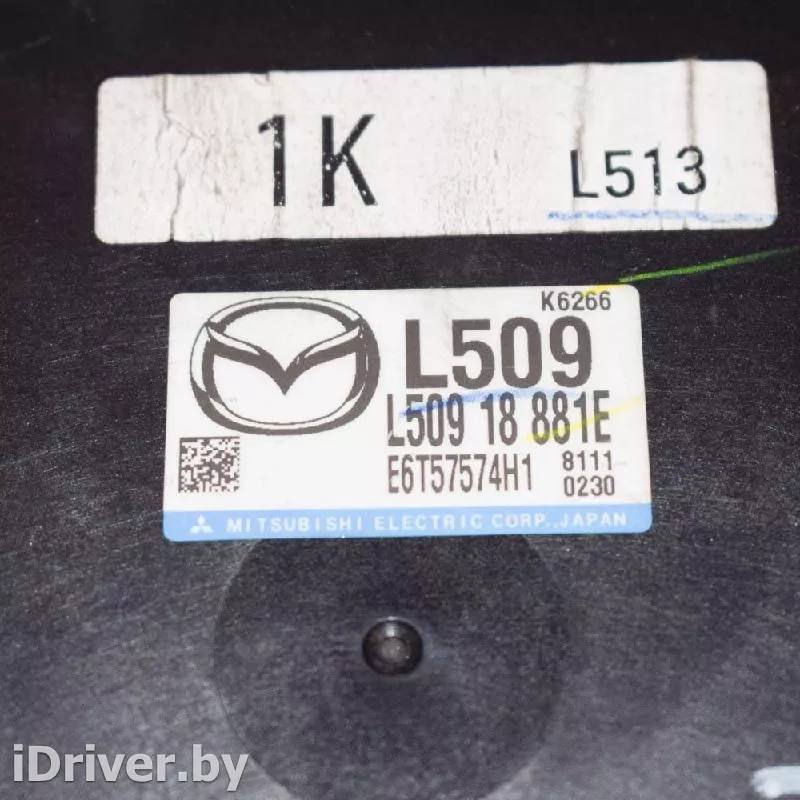 1K
L513
K6266
L509
L509 18 881E
E6T57574H1 8111
0230
MITSUBISHI ELECTRIC CORP., JAPAN
iDriver.by